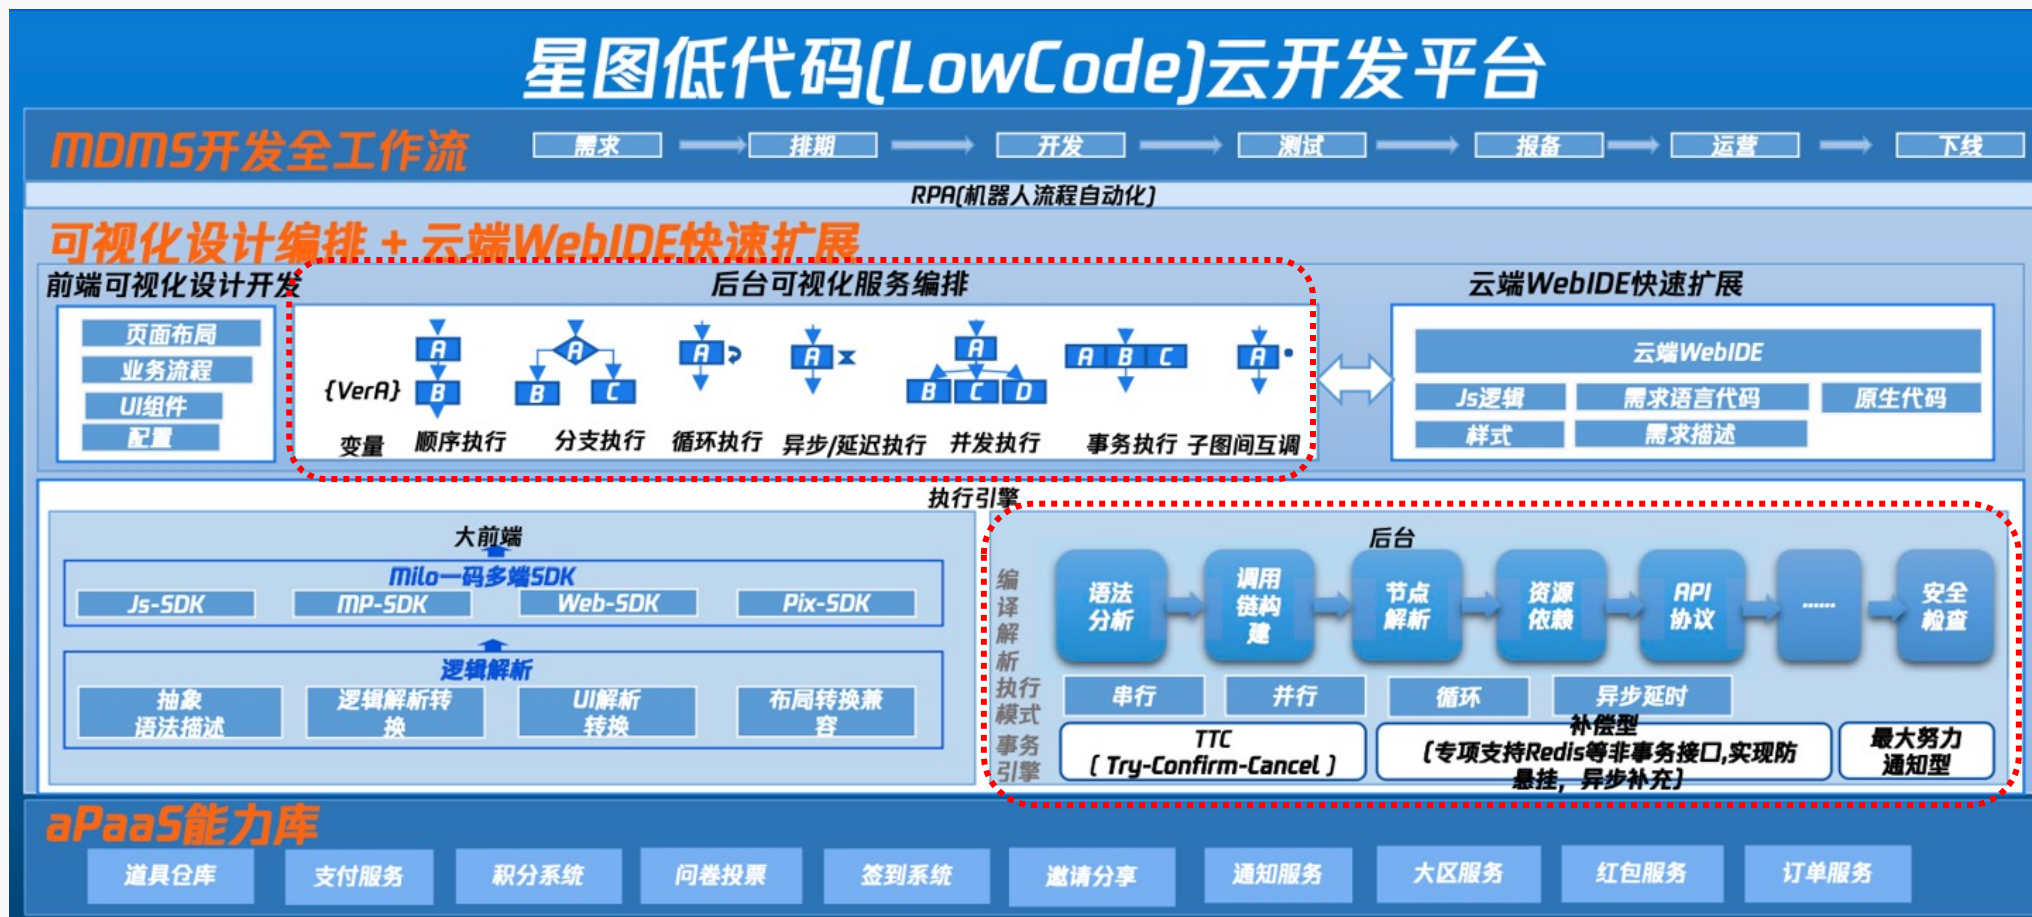 星图低代码(LowCode)云开发平台
MDMS开发全工作流
需求 排期 开发 测试 报备 运营 下线
RPA(机器人流程自动化)
可视化设计编排 + 云端WebIDE快速扩展
前端可视化设计开发
页面布局
业务流程
UI组件
配置
后台可视化服务编排
{VerA}
A
B
A
B C
A
A
A
B C D
A B C
A
变量 顺序执行 分支执行 循环执行 异步/延迟执行 并发执行 事务执行 子图间互调
云端WebIDE快速扩展
云端WebIDE
Js逻辑 需求语言代码 原生代码
样式 需求描述
执行引擎
大前端
Milo一码多端SDK
Js-SDK MP-SDK Web-SDK Pix-SDK
逻辑解析
抽象
语法描述
逻辑解析转
换
UI解析
转换
布局转换兼
容
后台
编
译
解
析
语法
分析
调用
链构
建
节点
解析
资源
依赖
API
协议
......
安全
检查
执行
模式
串行 并行 循环 异步延时
事务
引擎
TTC
( Try-Confirm-Cancel )
补偿型
(专项支持Redis等非事务接口,实现防
悬挂，异步补充)
最大努力
通知型
aPaaS能力库
道具仓库 支付服务 积分系统 问卷投票 签到系统 邀请分享 通知服务 大区服务 红包服务 订单服务